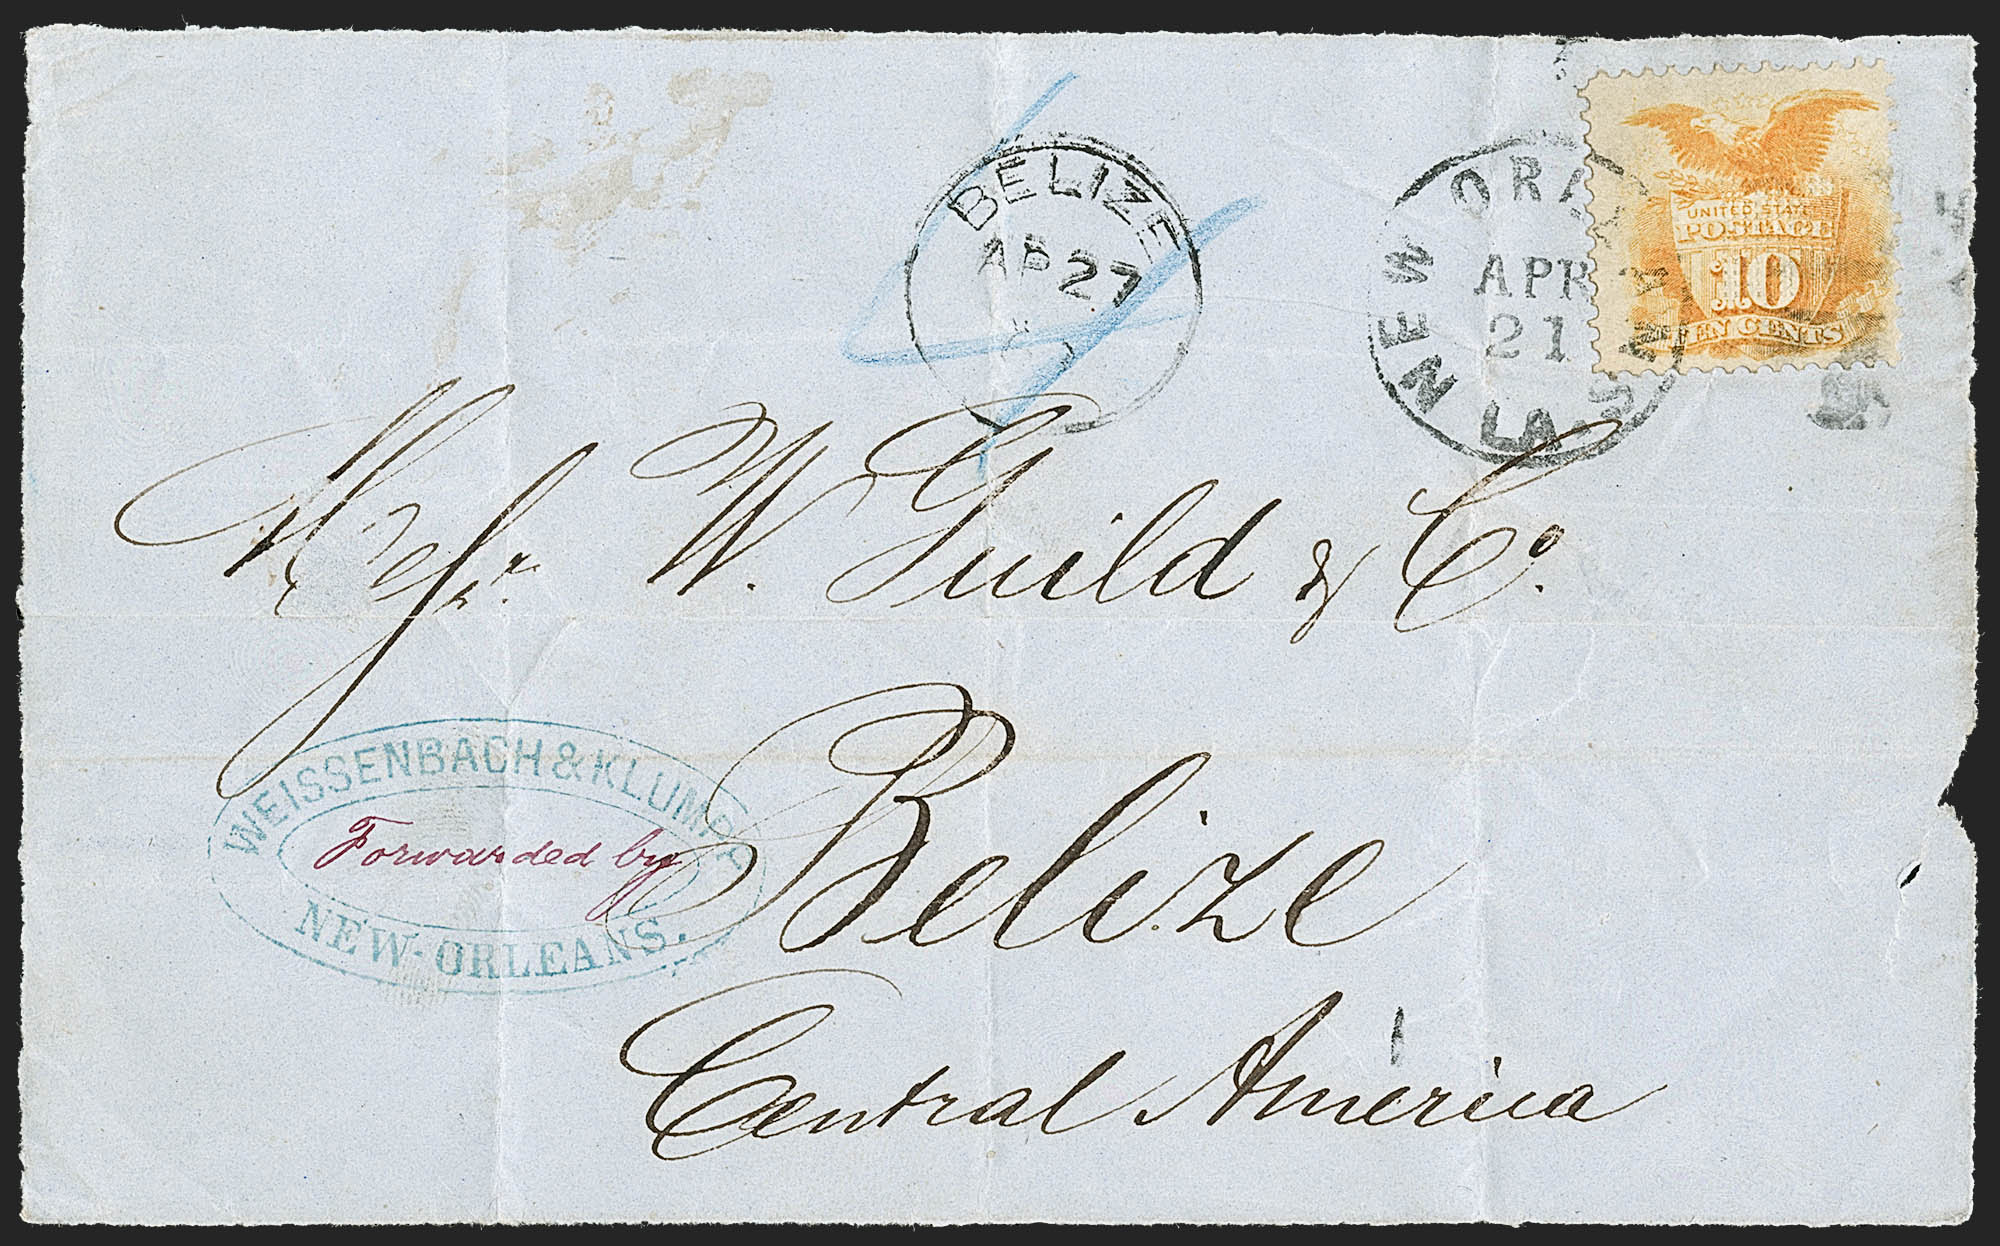 BELIZE
AP 27
NEW ORLEANS
APR
21
LA.
UNITED STATES
POSTAGE
10
TEN CENTS
Messrs. W. Guild & Co.
Belize
Central America
WEISSENBACH & KLUMPP
Forwarded by
NEW-ORLEANS.